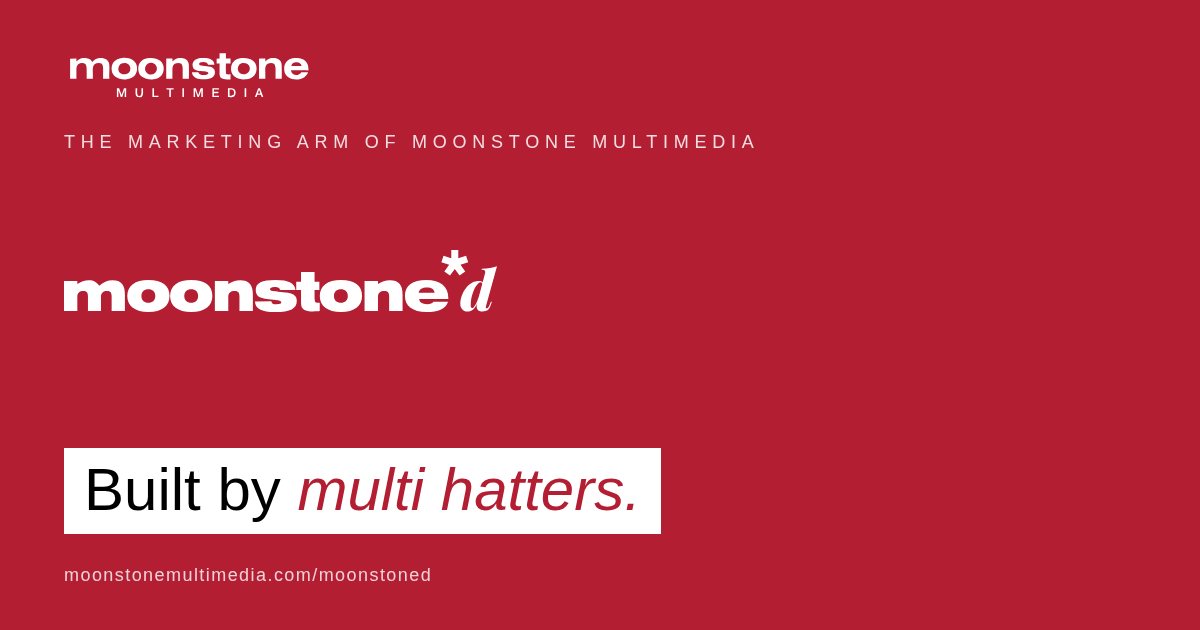 moonstone
MULTIMEDIA
THE MARKETING ARM OF MOONSTONE MULTIMEDIA
moonstone*d
Built by multi hatters.
moonstonemultimedia.com/moonstoned